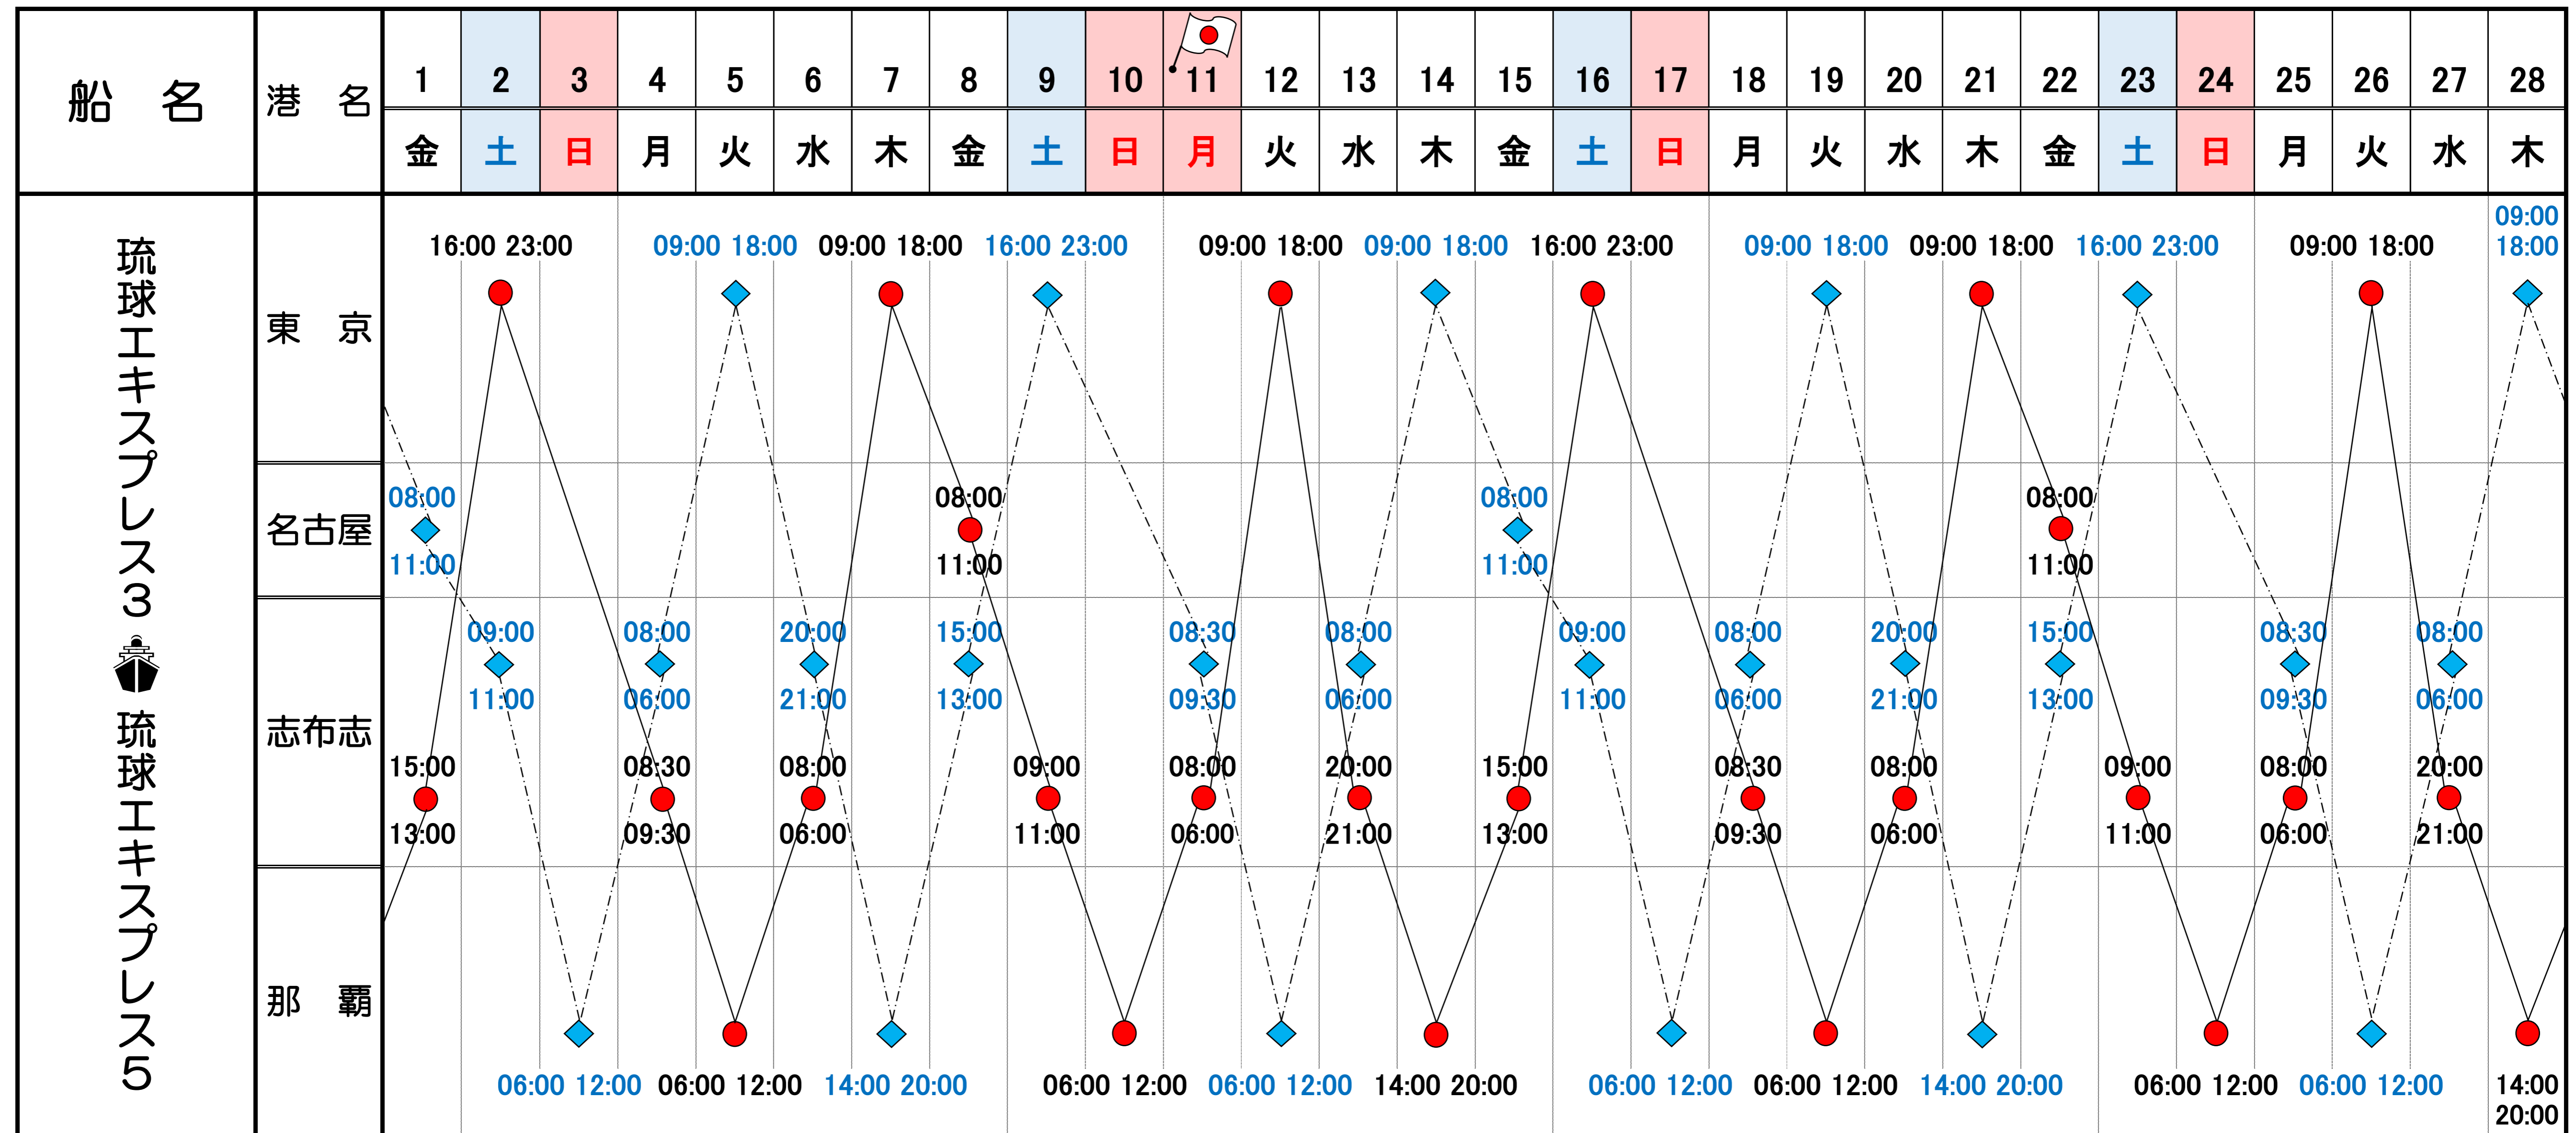 船 名
港 名
1 2 3 4 5 6 7 8 9 10 11 12 13 14 15 16 17 18 19 20 21 22 23 24 25 26 27 28
金 土 日 月 火 水 木 金 土 日 月 火 水 木 金 土 日 月 火 水 木 金 土 日 月 火 水 木
琉球エキスプレス3
琉球エキスプレス5
東 京
09:00
16:00 23:00 09:00 18:00 09:00 18:00 16:00 23:00 09:00 18:00 09:00 18:00 16:00 23:00 09:00 18:00 09:00 18:00 16:00 23:00 09:00 18:00 18:00
名古屋
08:00 08:00 08:00 08:00
11:00 11:00 11:00 11:00
志布志
09:00 08:00 20:00 15:00 08:30 08:00 09:00 08:00 20:00 15:00 08:30 08:00
11:00 06:00 21:00 13:00 09:30 06:00 11:00 06:00 21:00 13:00 09:30 06:00
15:00 08:30 08:00 09:00 08:00 20:00 15:00 08:30 08:00 09:00 08:00 20:00
13:00 09:30 06:00 11:00 06:00 21:00 13:00 09:30 06:00 11:00 06:00 21:00
那 覇
06:00 12:00 06:00 12:00 14:00 20:00 06:00 12:00 06:00 12:00 14:00 20:00 06:00 12:00 06:00 12:00 14:00 20:00 06:00 12:00 06:00 12:00 14:00
20:00